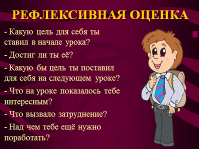 РЕФЛЕКСИВНАЯ ОЦЕНКА
- Какую цель для себя ты
ставил в начале урока?
- Достиг ли ты её?
- Какую бы цель ты поставил
для себя на следующем уроке?
- Что на уроке показалось тебе
интересным?
- Что вызвало затруднение?
- Над чем тебе ещё нужно
поработать?